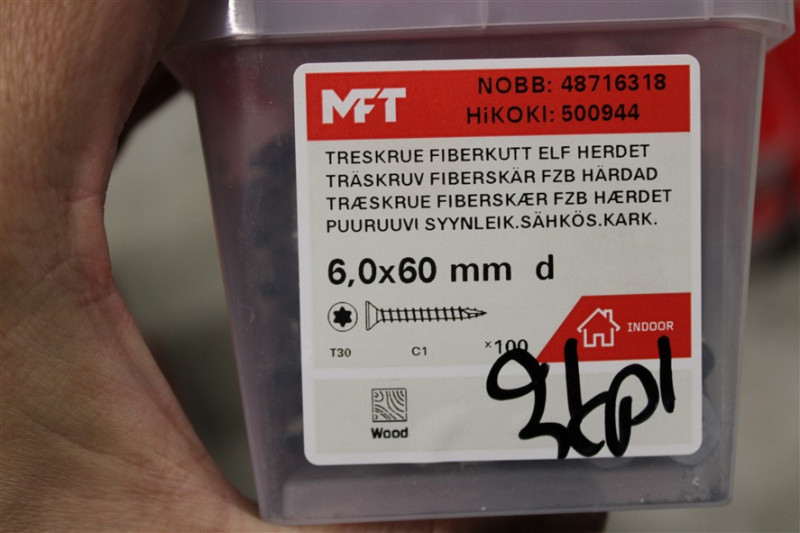 MFT
NOBB: 48716318
HiKOKI: 500944
TRESKRUE FIBERKUTT ELF HERDET
TRÄSKRUV FIBERSKÄR FZB HÄRDAD
TRÆSKRUE FIBERSKÆR FZB HÆRDET
PUURUUVI SYYNLEIK.SÄHKÖS.KARK.
6,0x60 mm d
T30 C1 x100
INDOOR
Wood